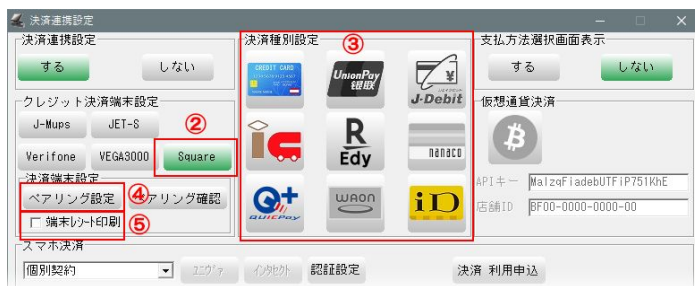 決済連携設定
決済連携設定
する
しない
クレジット決済端末設定
J-Mups
JET-S
②
Verifone
VEGA3000
Square
決済端末設定
ペアリング設定
④
アリング確認
端末レシート印刷
⑤
決済種別設定
③
CREDIT CARD
UnionPay
银联
J-Debit
R
Edy
nanaco
Q+
QUICPay
WAON
iD
支払方法選択画面表示
する
しない
仮想通貨決済
APIキー
MalzqFiadebUTFiP751KhE
店舗ID
BF00-0000-0000-00
スマホ決済
個別契約
ユニヴァ
インタセクト
認証設定
決済 利用申込